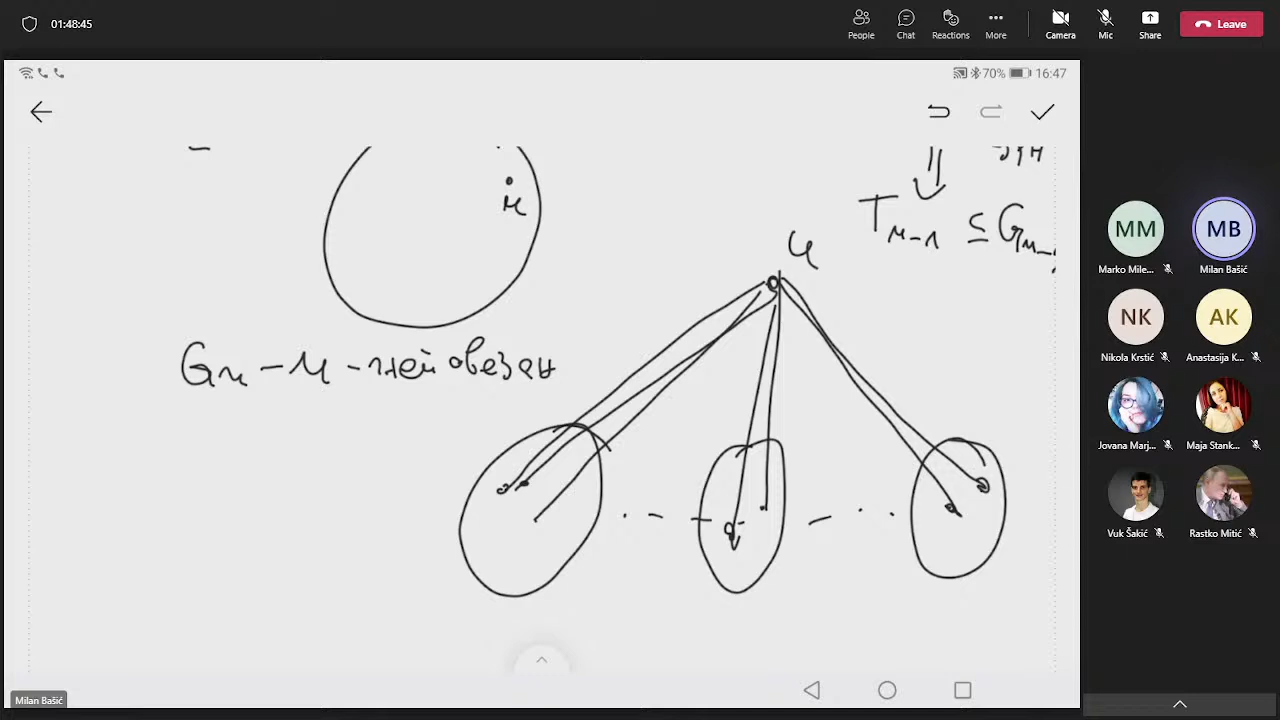 01:48:45
People Chat Reactions More Camera Mic Share Leave
70% 16:47
T_{n-1} ⊆ G_{n-1}
u
u
G_n - u - није повезан
Milan Bašić
MM
MB
Marko Mile...
Milan Bašić
NK
AK
Nikola Krstić
Anastasija K...
Jovana Marj...
Maja Stank...
Vuk Šakić
Rastko Mitić